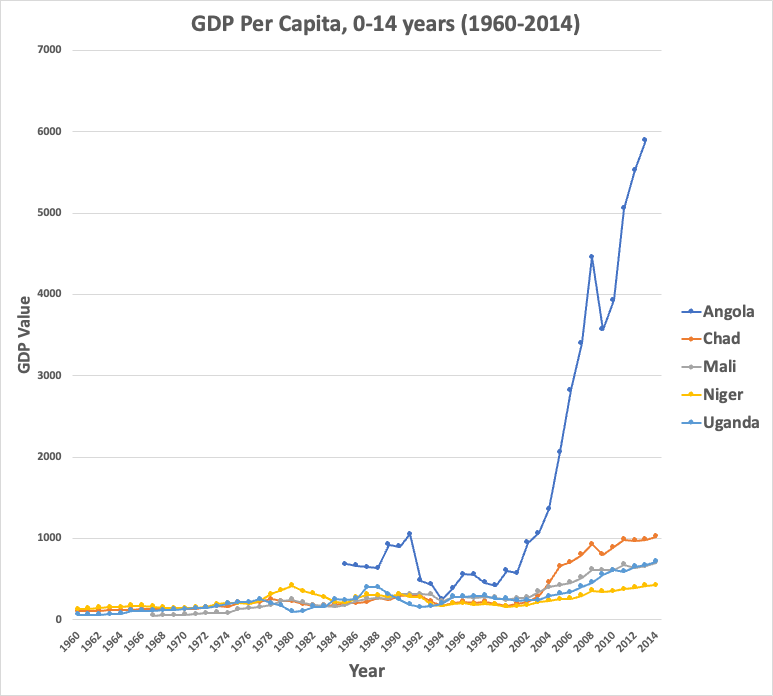 GDP Per Capita, 0-14 years (1960-2014)
7000
6000
5000
4000
3000
2000
1000
0
GDP Value
Angola
Chad
Mali
Niger
Uganda
1960 1962 1964 1966 1968 1970 1972 1974 1976 1978 1980 1982 1984 1986 1988 1990 1992 1994 1996 1998 2000 2002 2004 2006 2008 2010 2012 2014
Year